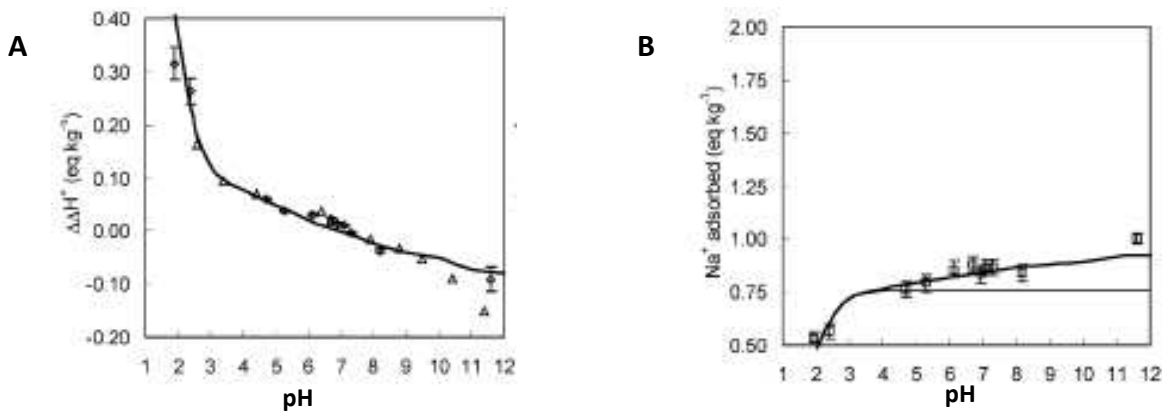 A
ΔΔH⁺ (eq kg⁻¹)
0.40
0.30
0.20
0.10
0.00
-0.10
-0.20
1 2 3 4 5 6 7 8 9 10 11 12
pH
B
Na⁺ adsorbed (eq kg⁻¹)
2.00
1.75
1.50
1.25
1.00
0.75
0.50
1 2 3 4 5 6 7 8 9 10 11 12
pH